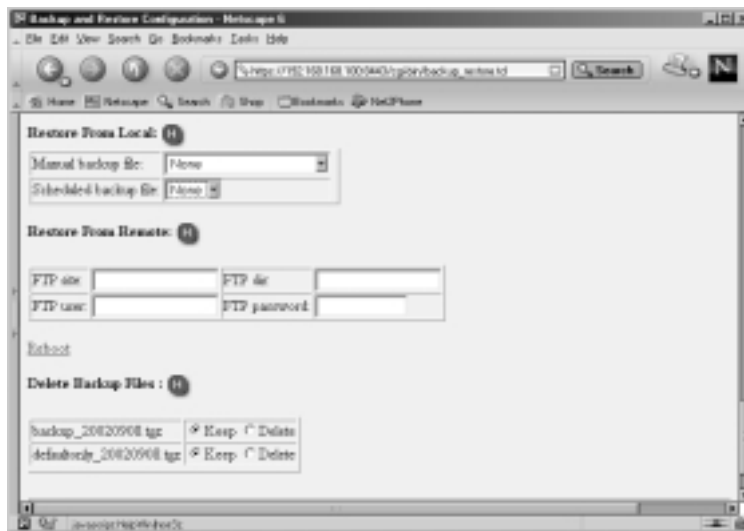 Backup and Restore Configuration - Netscape 6
File Edit View Search Go Bookmarks Tasks Help
Search
N
Home Netscape Search Shop Bookmarks Net2Phone
Restore From Local: H
Manual backup file: None
Scheduled backup file: None
Restore From Remote: H
FTP site: FTP dir:
FTP user: FTP password:
Reboot
Delete Backup Files : H
backup_20020908.tgz Keep Delete
defaultonly_20020908.tgz Keep Delete